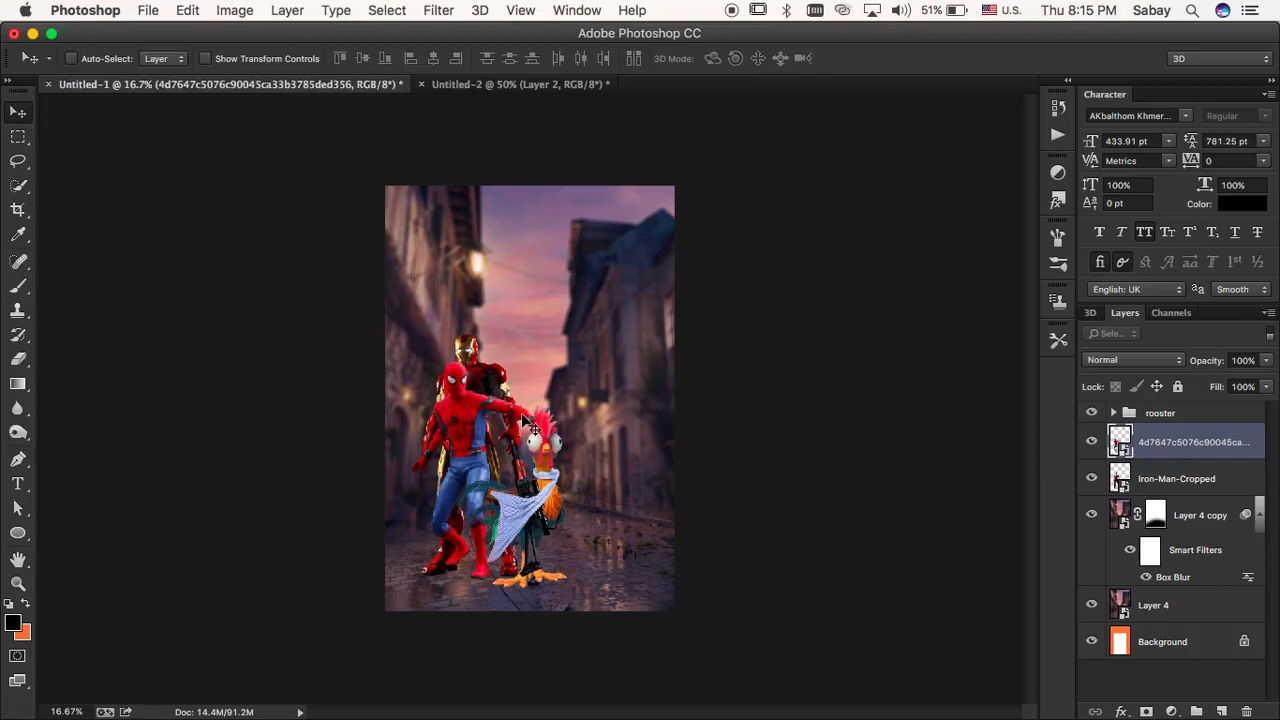 Photoshop File Edit Image Layer Type Select Filter 3D View Window Help 51% U.S. Thu 8:15 PM Sabay
Adobe Photoshop CC
Auto-Select: Layer Show Transform Controls 3D Mode: 3D
Untitled-1 @ 16.7% (4d7647c5076c90045ca33b3785ded356, RGB/8*) * Untitled-2 @ 50% (Layer 2, RGB/8*) *
Character
AKbalthom Khmer... Regular
433.91 pt 781.25 pt
Metrics 0
100% 100%
0 pt Color:
English: UK Smooth
3D Layers Channels
Sele...
Normal Opacity: 100%
Lock: Fill: 100%
rooster
4d7647c5076c90045ca...
Iron-Man-Cropped
Layer 4 copy
Smart Filters
Box Blur
Layer 4
Background
16.67% Doc: 14.4M/91.2M